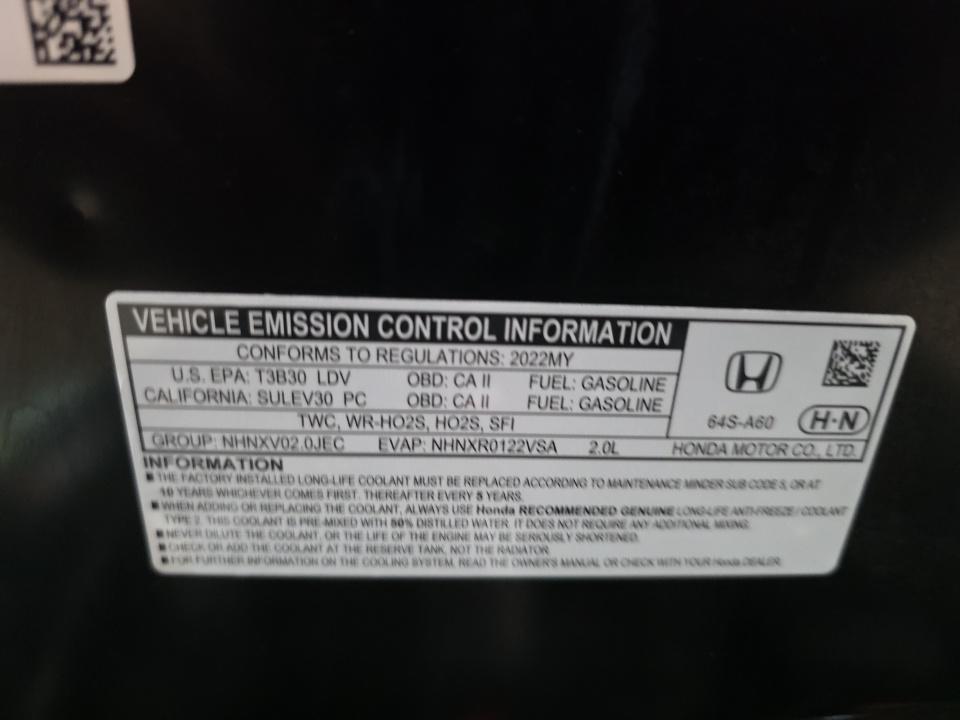 VEHICLE EMISSION CONTROL INFORMATION
CONFORMS TO REGULATIONS: 2022MY
U.S. EPA: T3B30 LDV OBD: CA II FUEL: GASOLINE
CALIFORNIA: SULEV30 PC OBD: CA II FUEL: GASOLINE
TWC, WR-HO2S, HO2S, SFI
GROUP: NHNXV02.0JEC EVAP: NHNXR0122VSA 2.0L
64S-A60 H·N
HONDA MOTOR CO., LTD.
INFORMATION
■ THE FACTORY INSTALLED LONG-LIFE COOLANT MUST BE REPLACED ACCORDING TO MAINTENANCE MINDER SUB CODE 5, OR AT
10 YEARS WHICHEVER COMES FIRST. THEREAFTER EVERY 5 YEARS.
■ WHEN ADDING OR REPLACING THE COOLANT, ALWAYS USE Honda RECOMMENDED GENUINE LONG-LIFE ANTI-FREEZE / COOLANT
TYPE 2. THIS COOLANT IS PRE-MIXED WITH 50% DISTILLED WATER. IT DOES NOT REQUIRE ANY ADDITIONAL MIXING.
■ NEVER DILUTE THE COOLANT, OR THE LIFE OF THE ENGINE MAY BE SERIOUSLY SHORTENED.
■ CHECK OR ADD THE COOLANT AT THE RESERVE TANK, NOT THE RADIATOR.
■ FOR FURTHER INFORMATION ON THE COOLING SYSTEM, READ THE OWNER'S MANUAL OR CHECK WITH YOUR Honda DEALER.